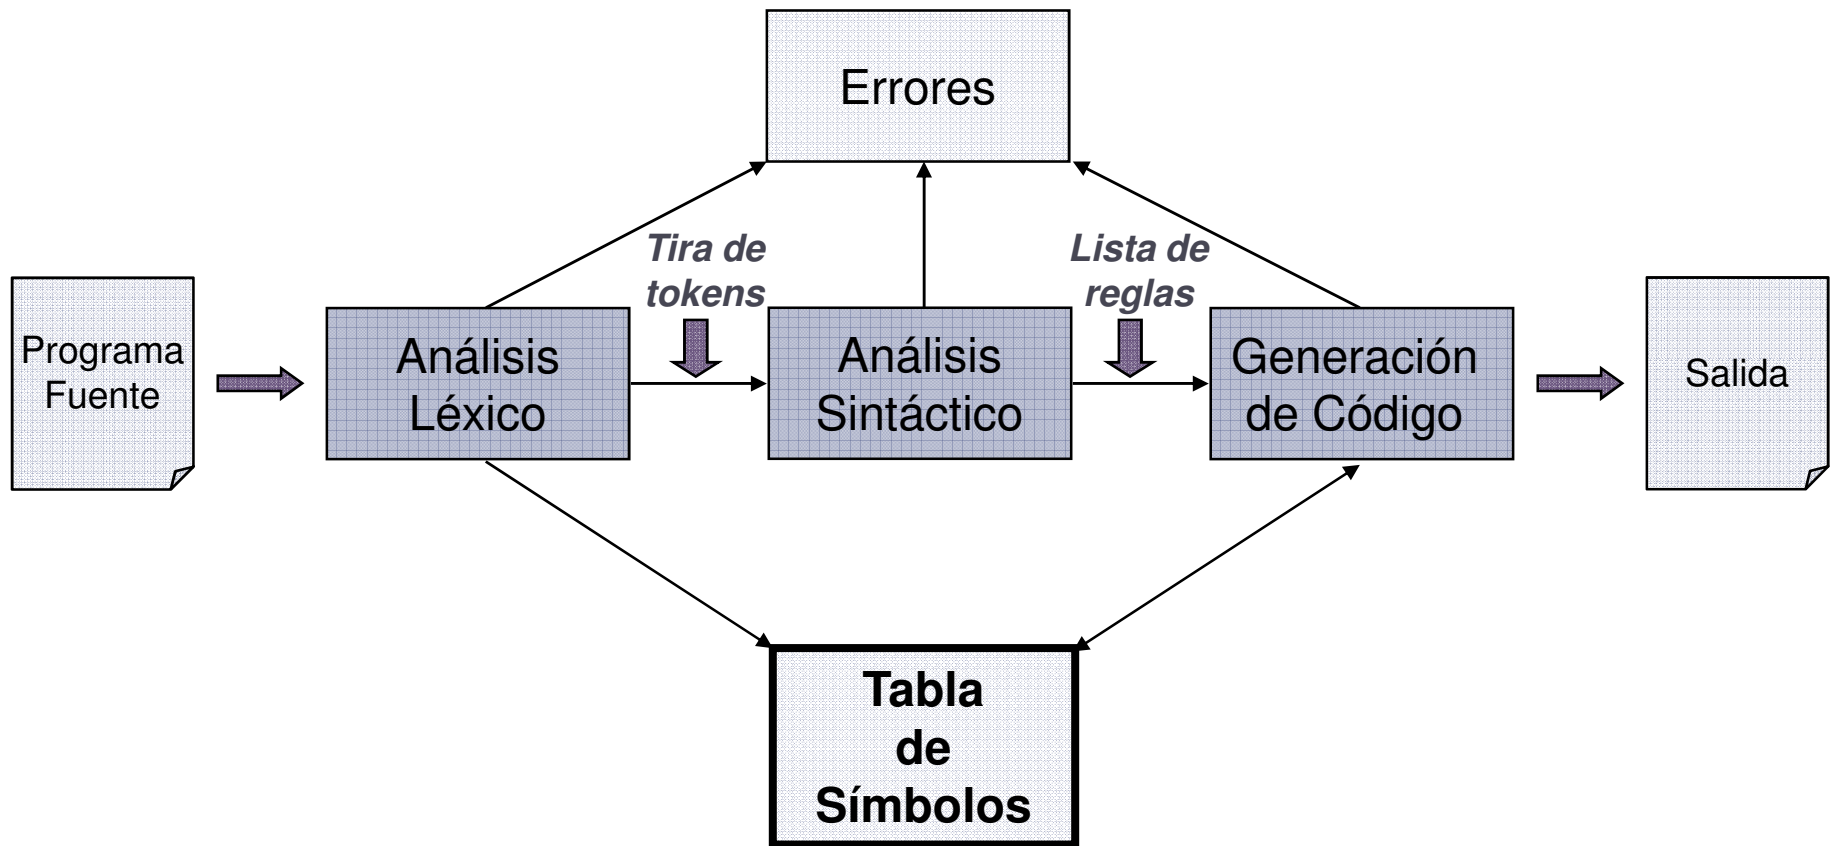 Errores
Tira de
tokens
Lista de
reglas
Programa
Fuente
Análisis
Léxico
Análisis
Sintáctico
Generación
de Código
Salida
Tabla
de
Símbolos